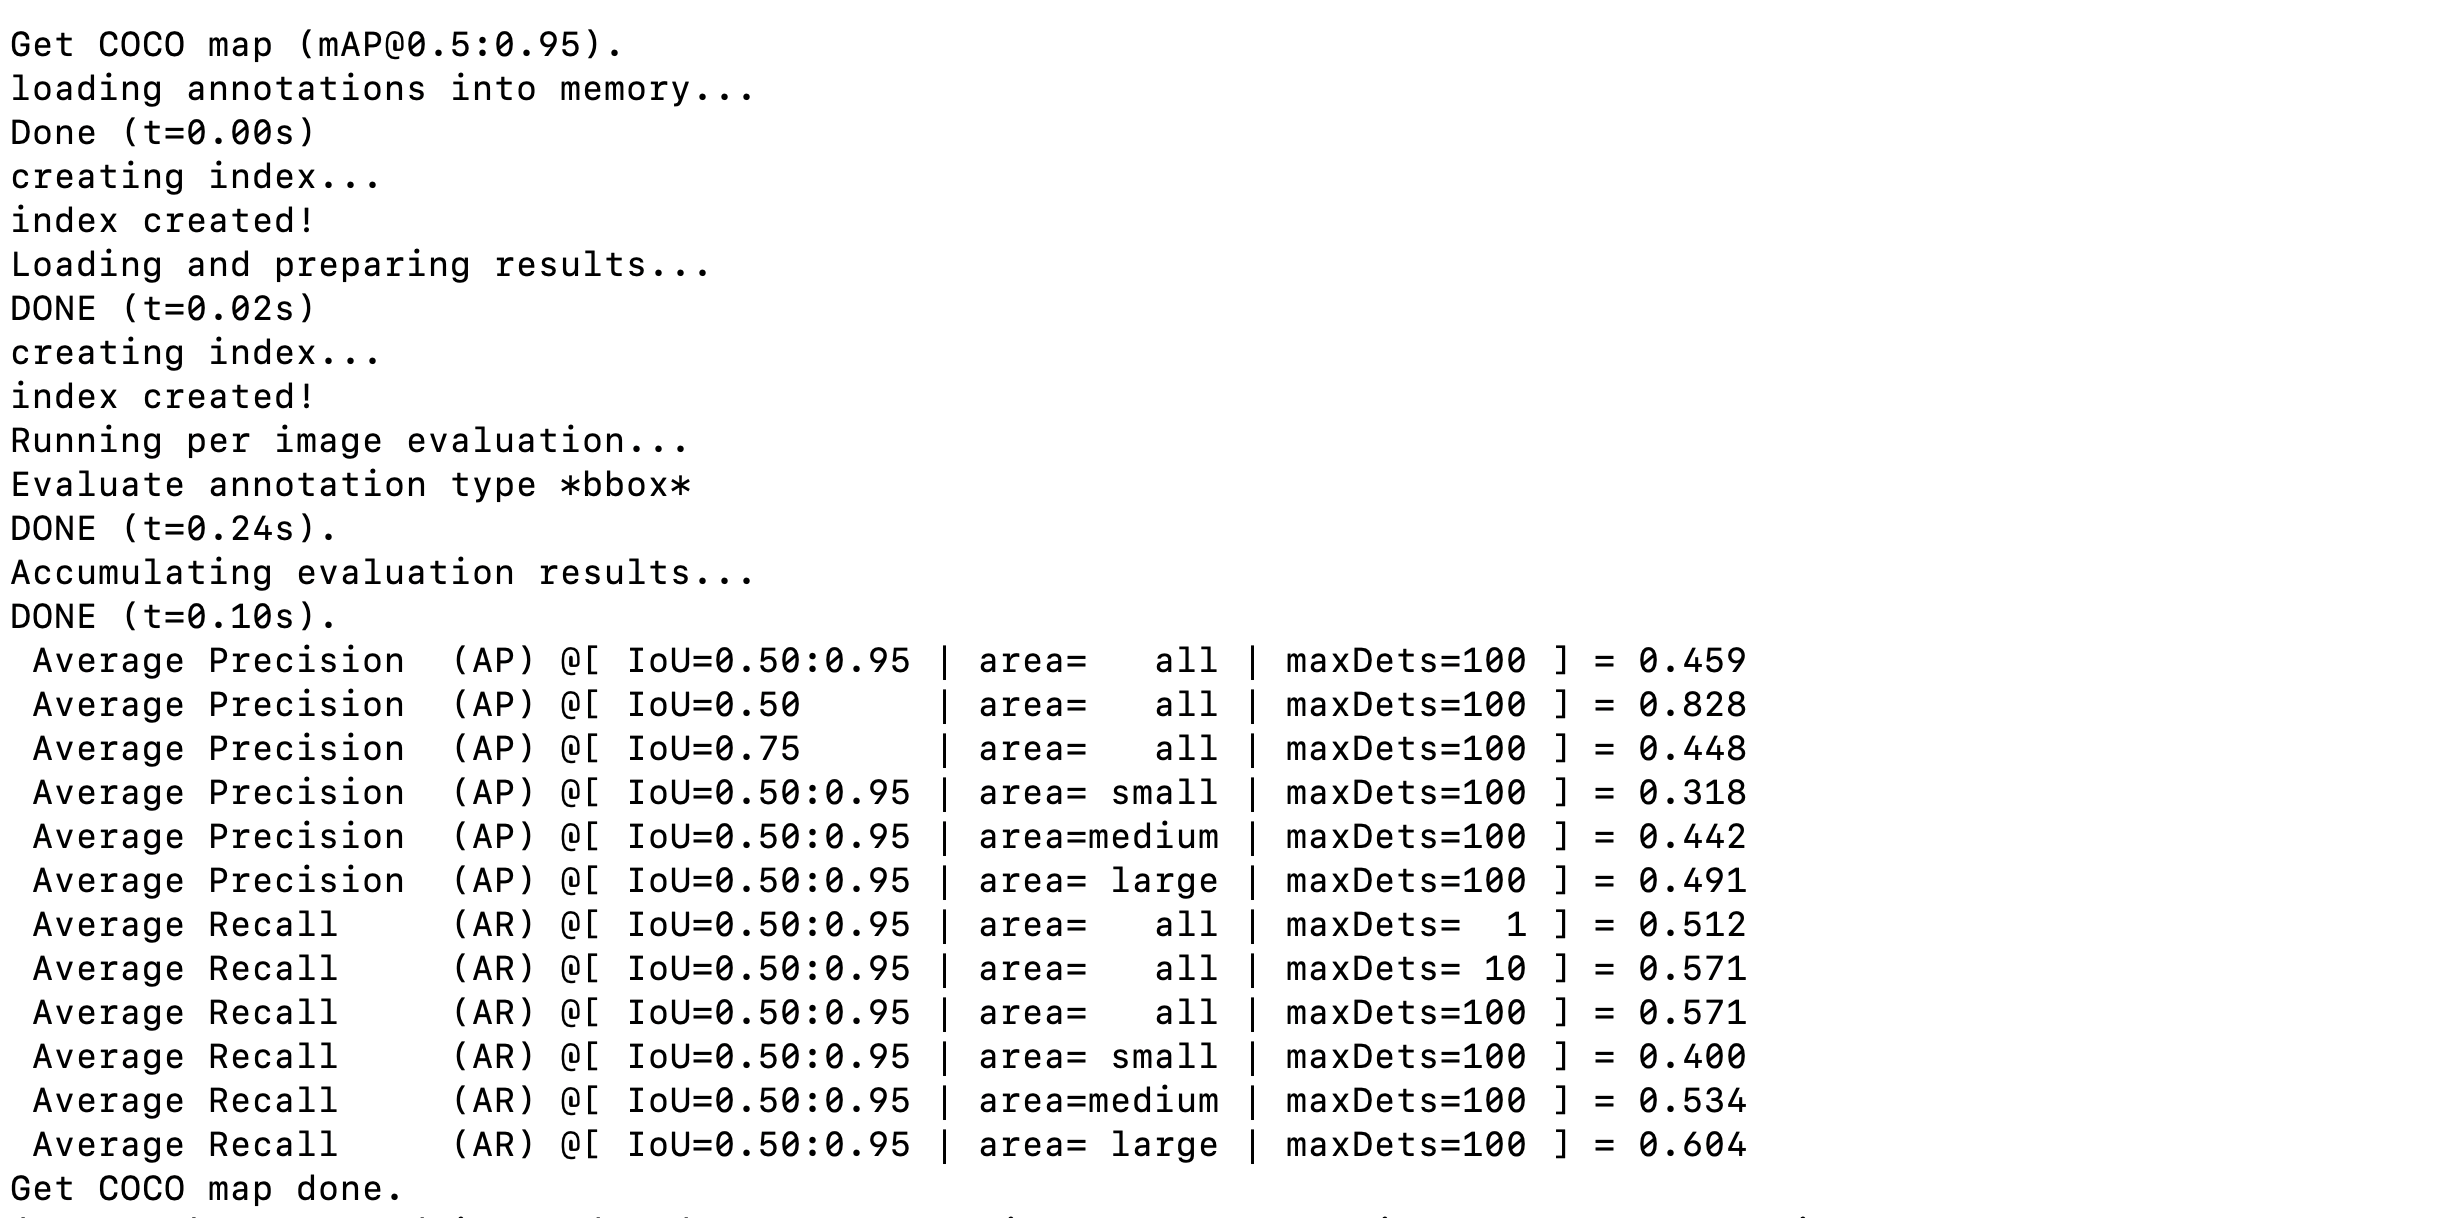 Get COCO map (mAP@0.5:0.95).
loading annotations into memory...
Done (t=0.00s)
creating index...
index created!
Loading and preparing results...
DONE (t=0.02s)
creating index...
index created!
Running per image evaluation...
Evaluate annotation type *bbox*
DONE (t=0.24s).
Accumulating evaluation results...
DONE (t=0.10s).
 Average Precision  (AP) @[ IoU=0.50:0.95 | area=   all | maxDets=100 ] = 0.459
 Average Precision  (AP) @[ IoU=0.50      | area=   all | maxDets=100 ] = 0.828
 Average Precision  (AP) @[ IoU=0.75      | area=   all | maxDets=100 ] = 0.448
 Average Precision  (AP) @[ IoU=0.50:0.95 | area= small | maxDets=100 ] = 0.318
 Average Precision  (AP) @[ IoU=0.50:0.95 | area=medium | maxDets=100 ] = 0.442
 Average Precision  (AP) @[ IoU=0.50:0.95 | area= large | maxDets=100 ] = 0.491
 Average Recall     (AR) @[ IoU=0.50:0.95 | area=   all | maxDets=  1 ] = 0.512
 Average Recall     (AR) @[ IoU=0.50:0.95 | area=   all | maxDets= 10 ] = 0.571
 Average Recall     (AR) @[ IoU=0.50:0.95 | area=   all | maxDets=100 ] = 0.571
 Average Recall     (AR) @[ IoU=0.50:0.95 | area= small | maxDets=100 ] = 0.400
 Average Recall     (AR) @[ IoU=0.50:0.95 | area=medium | maxDets=100 ] = 0.534
 Average Recall     (AR) @[ IoU=0.50:0.95 | area= large | maxDets=100 ] = 0.604
Get COCO map done.